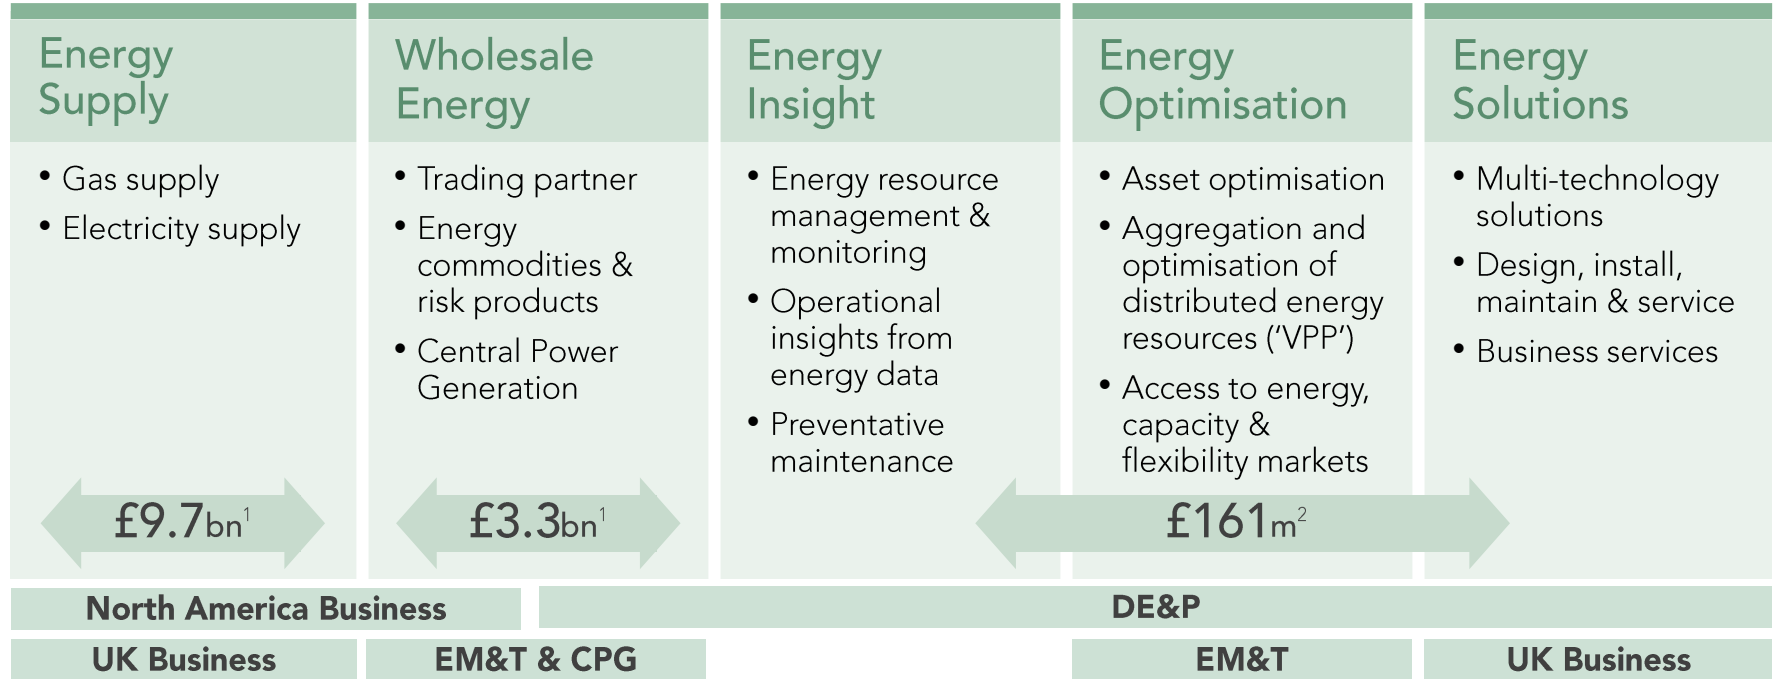 Energy
Supply
• Gas supply
• Electricity supply
£9.7bn¹
Wholesale
Energy
• Trading partner
• Energy
commodities &
risk products
• Central Power
Generation
£3.3bn¹
Energy
Insight
• Energy resource
management &
monitoring
• Operational
insights from
energy data
• Preventative
maintenance
Energy
Optimisation
• Asset optimisation
• Aggregation and
optimisation of
distributed energy
resources (‘VPP’)
• Access to energy,
capacity &
flexibility markets
£161m²
Energy
Solutions
• Multi-technology
solutions
• Design, install,
maintain & service
• Business services
North America Business
DE&P
UK Business
EM&T & CPG
EM&T
UK Business